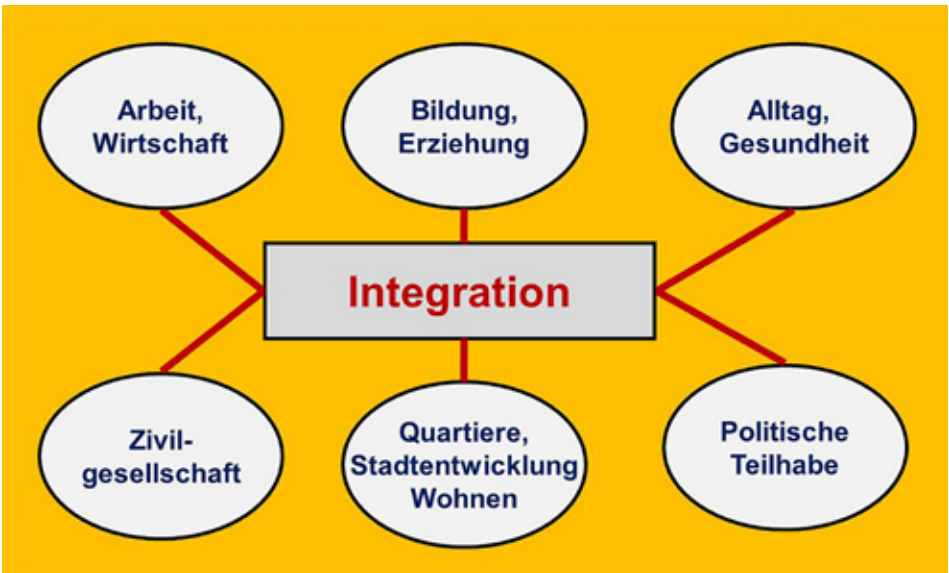 Arbeit,
Wirtschaft
Bildung,
Erziehung
Alltag,
Gesundheit
Integration
Zivil-
gesellschaft
Quartiere,
Stadtentwicklung
Wohnen
Politische
Teilhabe